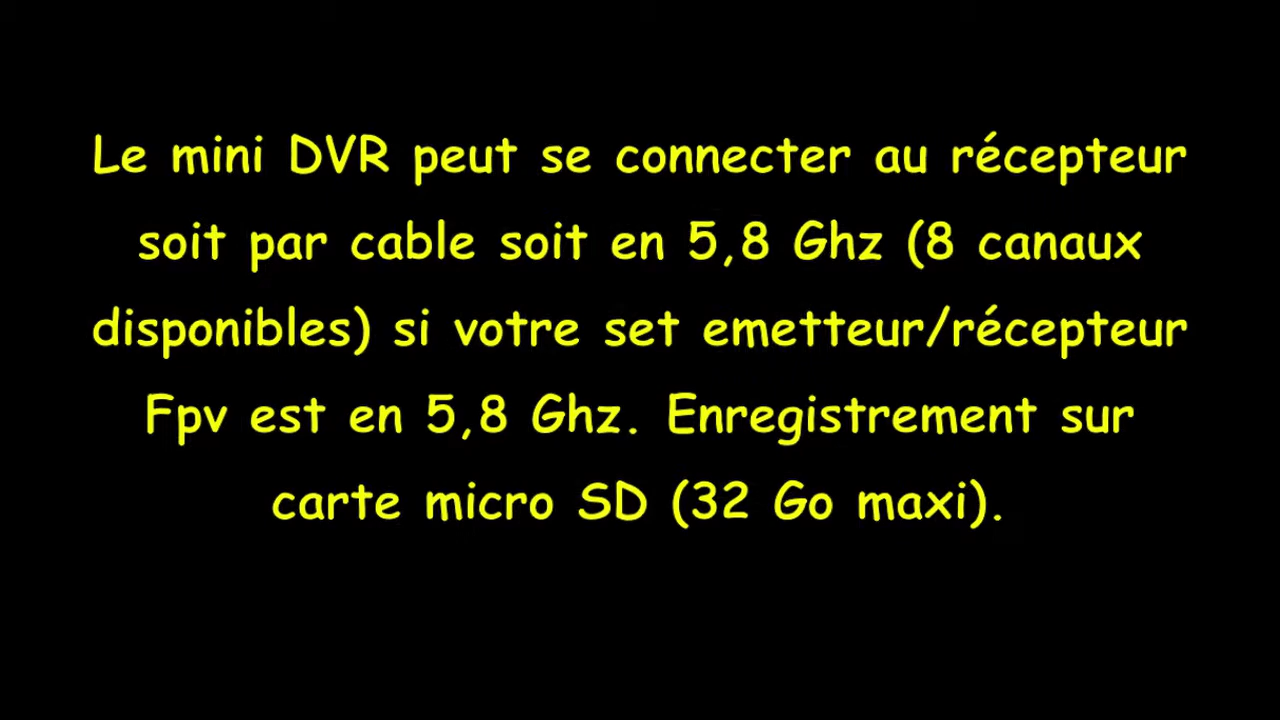 Le mini DVR peut se connecter au récepteur
soit par cable soit en 5,8 Ghz (8 canaux
disponibles) si votre set emetteur/récepteur
Fpv est en 5,8 Ghz. Enregistrement sur
carte micro SD (32 Go maxi).